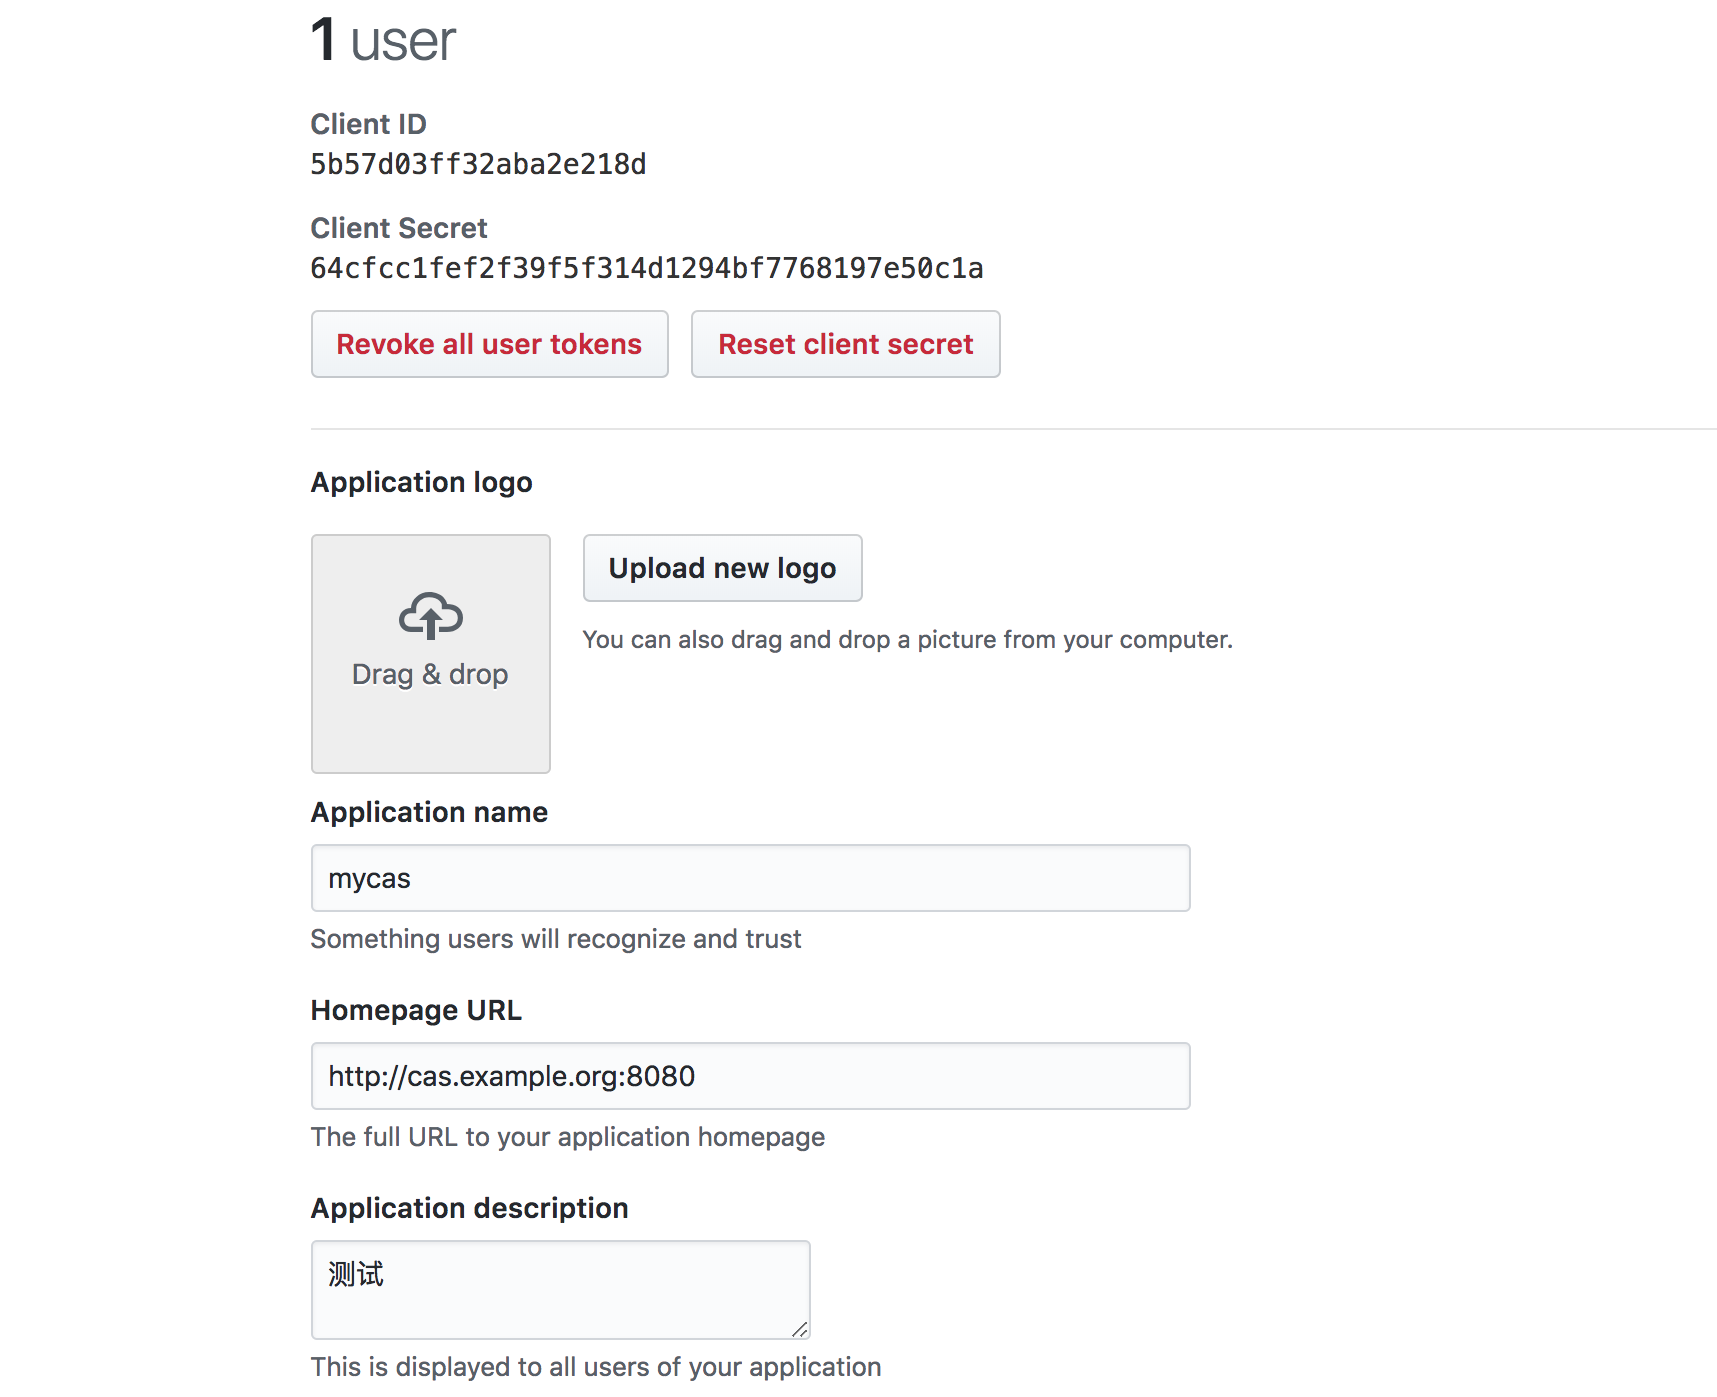 1 user
Client ID
5b57d03ff32aba2e218d
Client Secret
64cfcc1fef2f39f5f314d1294bf7768197e50c1a
Revoke all user tokens
Reset client secret
Application logo
Drag & drop
Upload new logo
You can also drag and drop a picture from your computer.
Application name
mycas
Something users will recognize and trust
Homepage URL
http://cas.example.org:8080
The full URL to your application homepage
Application description
测试
This is displayed to all users of your application